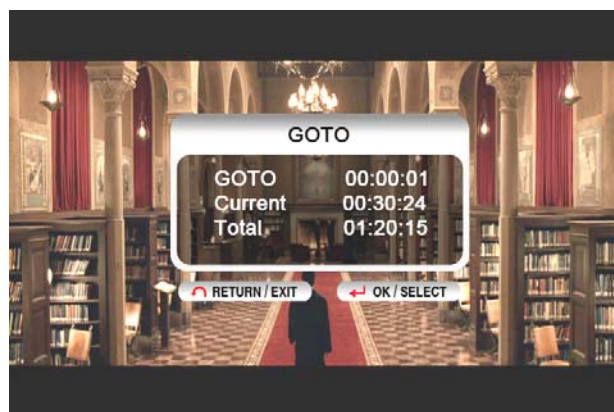 GOTO
GOTO 00:00:01
Current 00:30:24
Total 01:20:15
RETURN / EXIT OK / SELECT